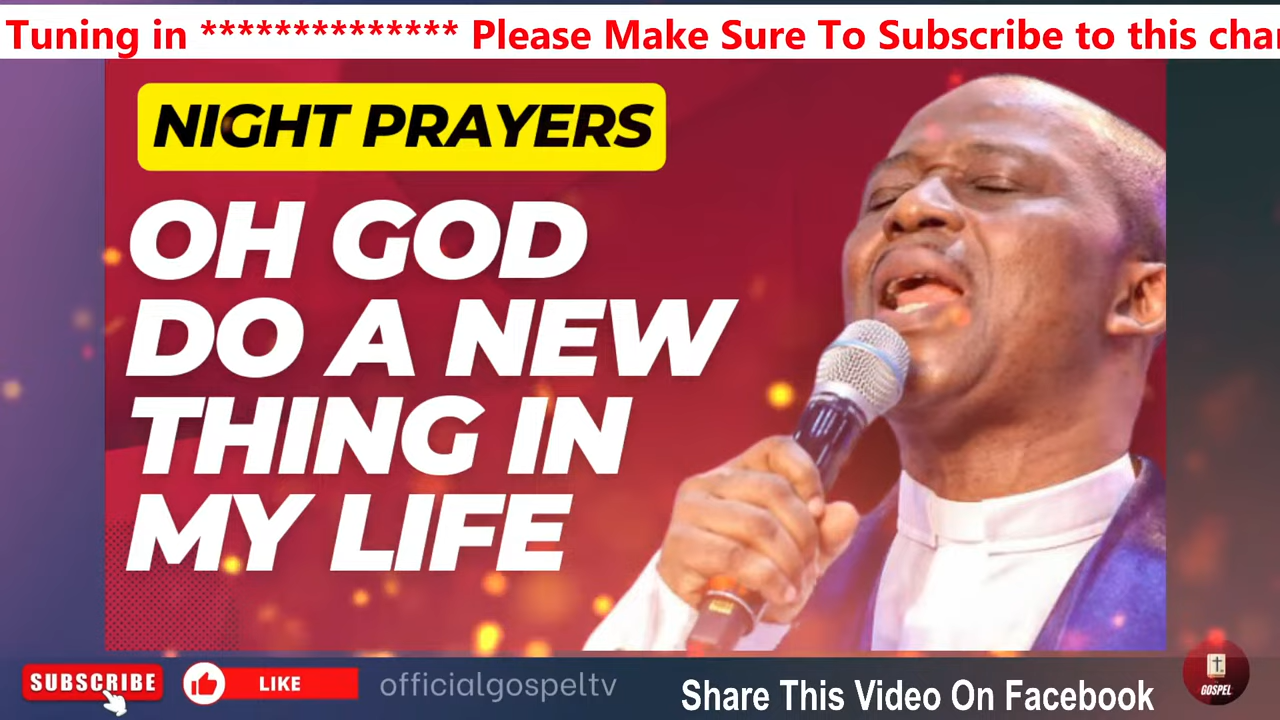 Tuning in ************** Please Make Sure To Subscribe to this chan
NIGHT PRAYERS
OH GOD
DO A NEW
THING IN
MY LIFE
SUBSCRIBE
LIKE
officialgospeltv
Share This Video On Facebook
GOSPEL